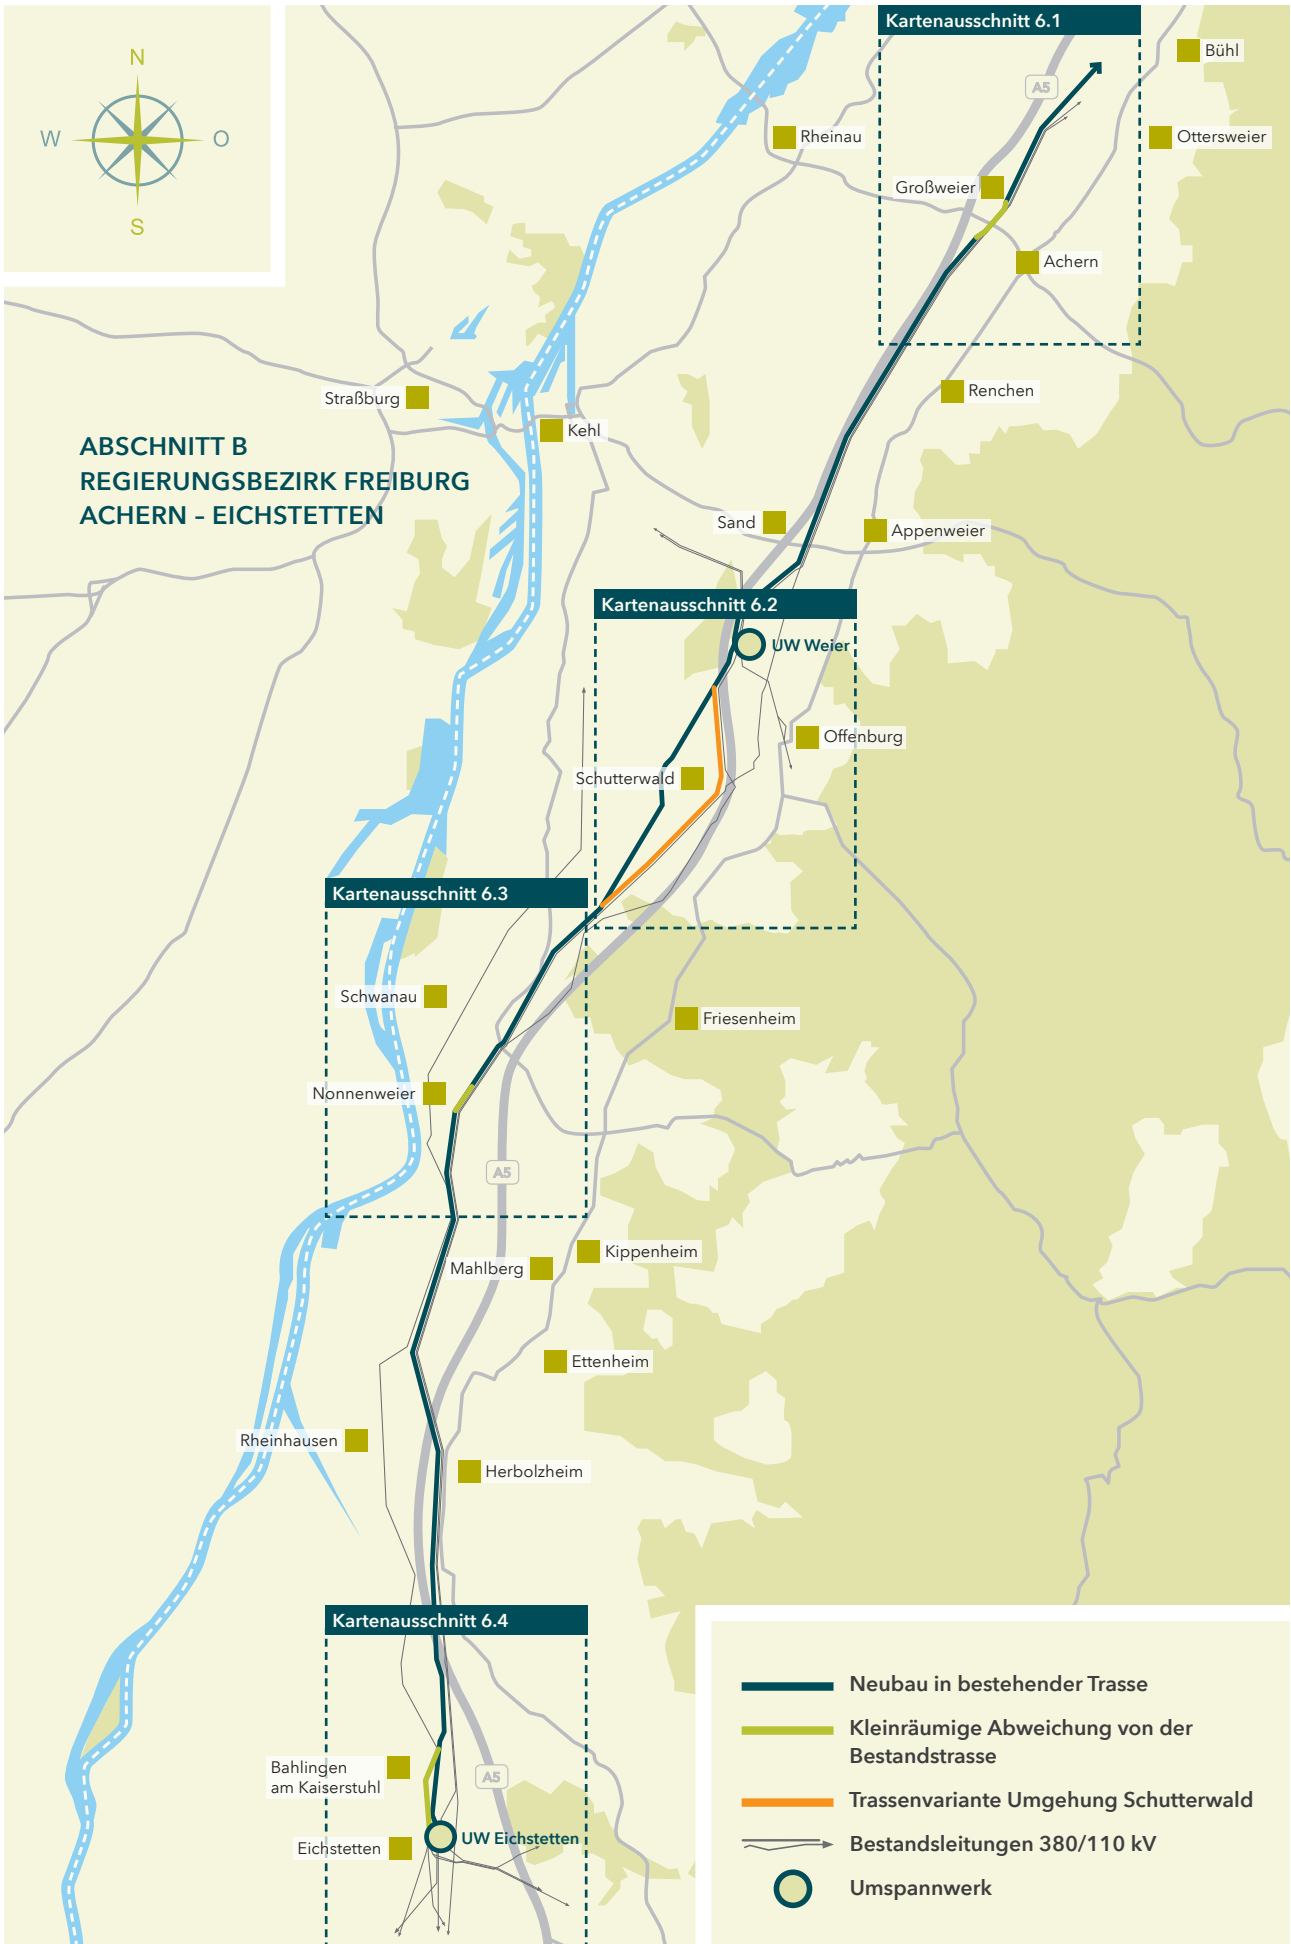 Kartenausschnitt 6.1
N
W
O
S
A5
Bühl
Rheinau
Ottersweier
Großweier
Achern
Straßburg
Renchen
Kehl
ABSCHNITT B
REGIERUNGSBEZIRK FREIBURG
ACHERN – EICHSTETTEN
Sand
Appenweier
Kartenausschnitt 6.2
UW Weier
Offenburg
Schutterwald
Kartenausschnitt 6.3
Schwanau
Friesenheim
Nonnenweier
A5
Kippenheim
Mahlberg
Ettenheim
Rheinhausen
Herbolzheim
Kartenausschnitt 6.4
Bahlingen
am Kaiserstuhl
A5
UW Eichstetten
Eichstetten
Neubau in bestehender Trasse
Kleinräumige Abweichung von der
Bestandstrasse
Trassenvariante Umgehung Schutterwald
Bestandsleitungen 380/110 kV
Umspannwerk